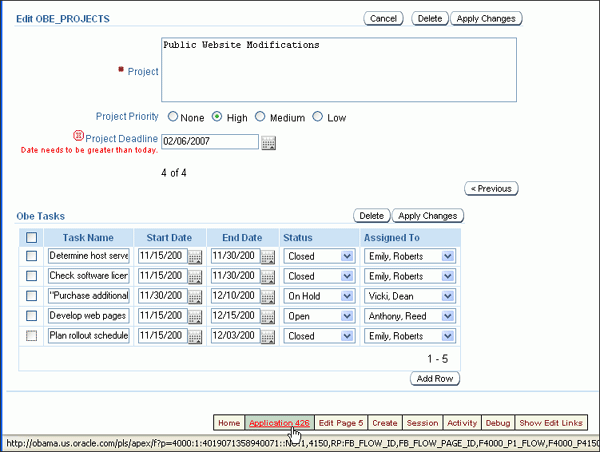 Edit OBE_PROJECTS Cancel Delete Apply Changes
Public Website Modifications
Project
Project Priority None High Medium Low
Project Deadline 02/06/2007
Date needs to be greater than today.
4 of 4
< Previous
Obe Tasks Delete Apply Changes
Task Name Start Date End Date Status Assigned To
Determine host serve 11/15/200 11/30/200 Closed Emily, Roberts
Check software licen 11/15/200 11/30/200 Closed Emily, Roberts
"Purchase additional 11/30/200 12/10/200 On Hold Vicki, Dean
Develop web pages 11/15/200 12/15/200 Open Anthony, Reed
Plan rollout schedule 11/15/200 12/03/200 Closed Emily, Roberts
1 - 5
Add Row
Home Application 426 Edit Page 5 Create Session Activity Debug Show Edit Links
http://obama.us.oracle.com/pls/apex/f?p=4000:1:4019071358940071::NO:1,4150,RP:FB_FLOW_ID,FB_FLOW_PAGE_ID,F4000_P1_FLOW,F4000_P4150